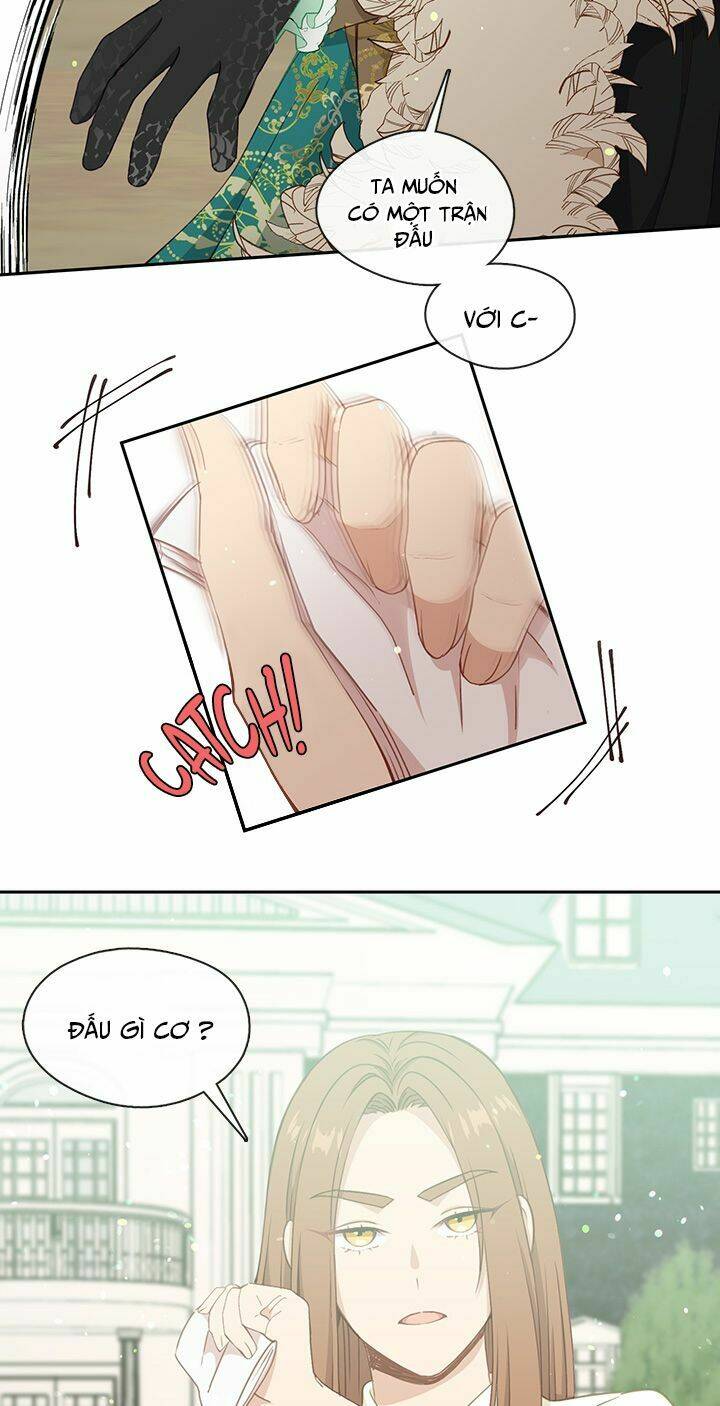 TA MUỐN
CÓ MỘT TRẬN
ĐẤU
VỚI C-
CATCH!
ĐẤU GÌ CƠ ?